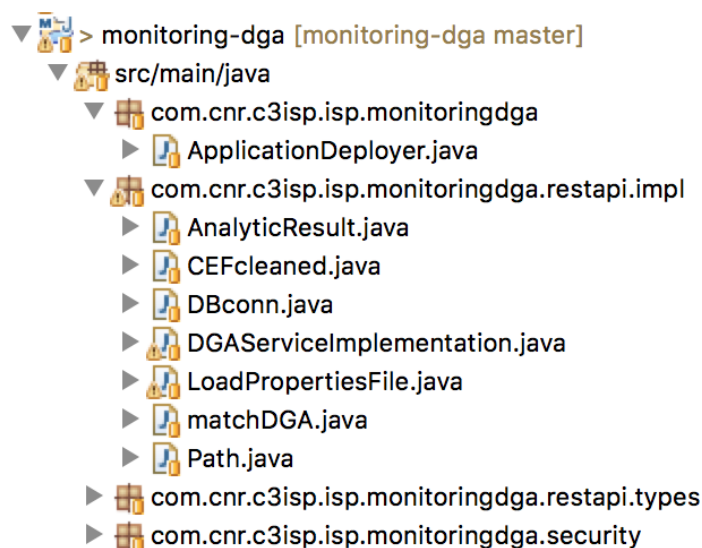 > monitoring-dga [monitoring-dga master]
src/main/java
com.cnr.c3isp.isp.monitoringdga
ApplicationDeployer.java
com.cnr.c3isp.isp.monitoringdga.restapi.impl
AnalyticResult.java
CEFcleaned.java
DBconn.java
DGAServiceImplementation.java
LoadPropertiesFile.java
matchDGA.java
Path.java
com.cnr.c3isp.isp.monitoringdga.restapi.types
com.cnr.c3isp.isp.monitoringdga.security